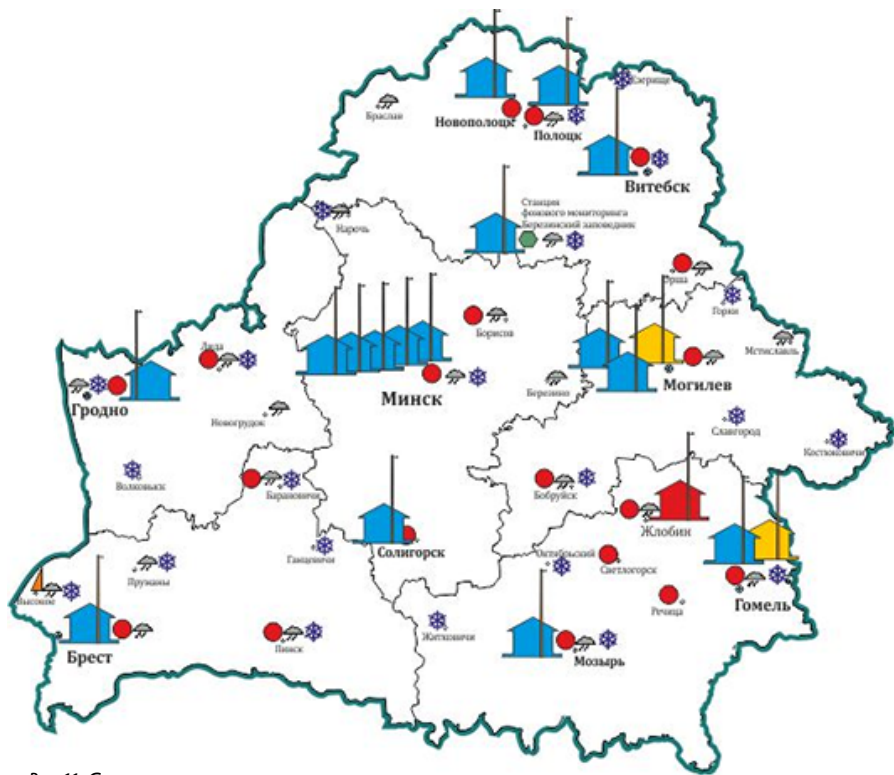 Езерище
Браслав
Новополоцк
Полоцк
Витебск
Станция
фонового мониторинга
Березинский заповедник
Нарочь
Орша
Горки
Борисов
Мстиславль
Лида
Минск
Березино
Могилев
Гродно
Новогрудок
Славгород
Костюковичи
Волковыск
Барановичи
Бобруйск
Жлобин
Солигорск
Ганцевичи
Октябрьский
Светлогорск
Пружаны
Высокое
Речица
Гомель
Житковичи
Брест
Пинск
Мозырь